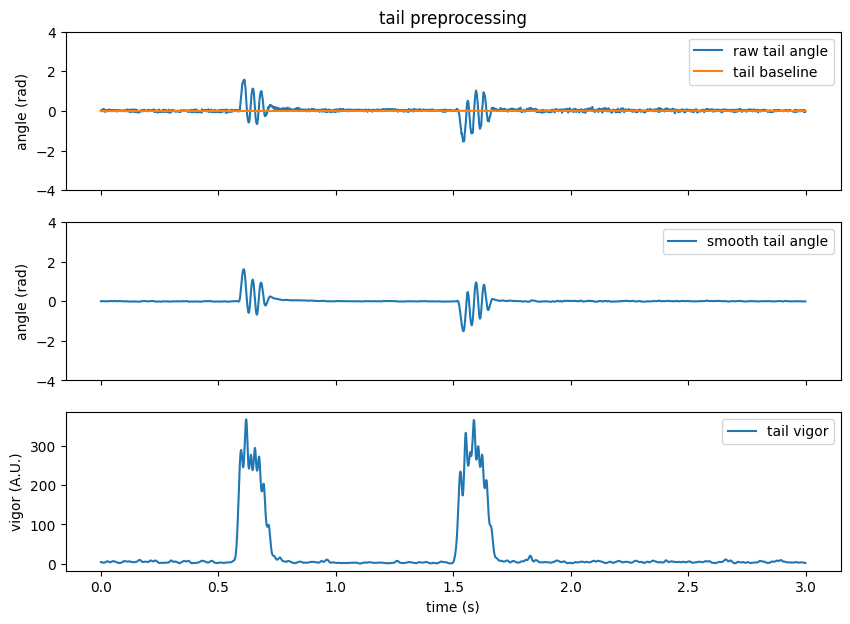 tail preprocessing
angle (rad)
4
2
0
−2
−4
raw tail angle
tail baseline
angle (rad)
4
2
0
−2
−4
smooth tail angle
vigor (A.U.)
300
200
100
0
tail vigor
0.0 0.5 1.0 1.5 2.0 2.5 3.0
time (s)